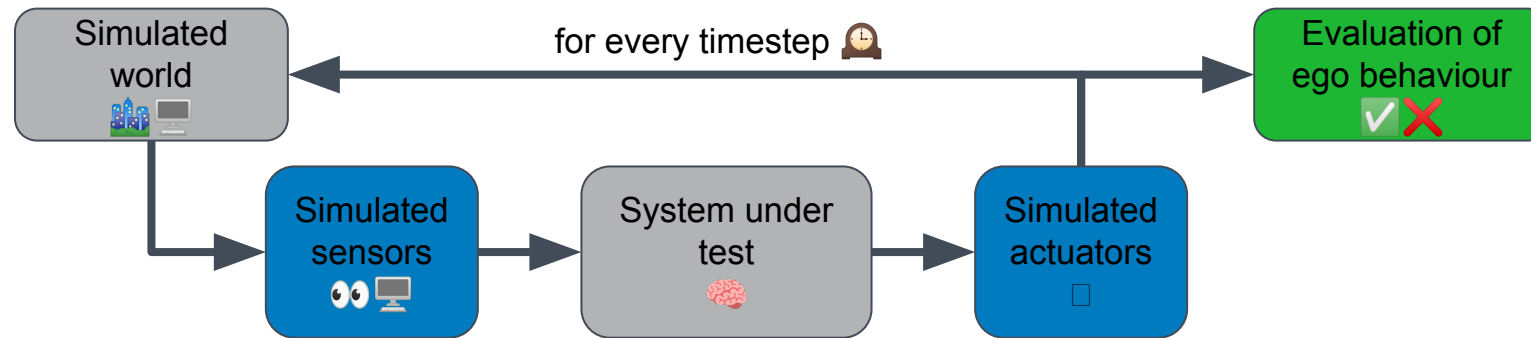 Simulated
world
for every timestep
Evaluation of
ego behaviour
Simulated
sensors
System under
test
Simulated
actuators